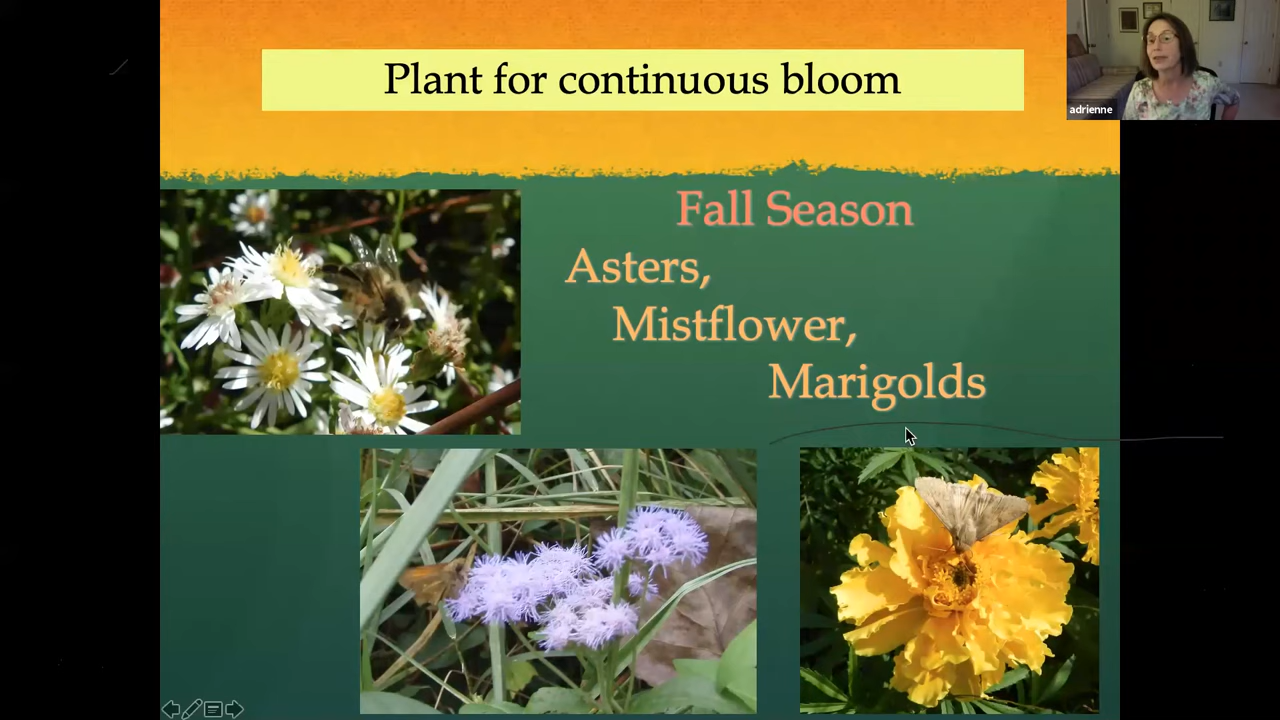 Plant for continuous bloom
adrienne
Fall Season
Asters,
Mistflower,
Marigolds